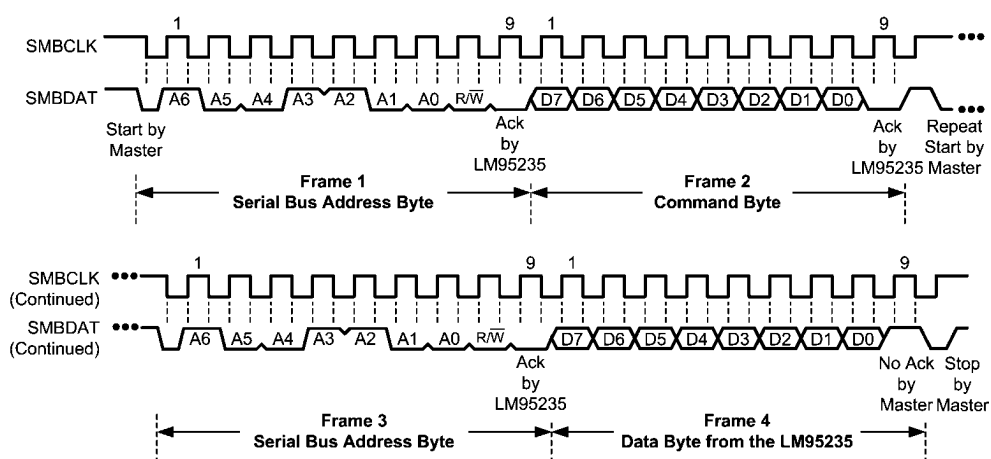 1 9 1 9
SMBCLK
SMBDAT A6 A5 A4 A3 A2 A1 A0 R/W̅ D7 D6 D5 D4 D3 D2 D1 D0
Start by
Master
Ack
by
LM95235
Ack
by
LM95235
Repeat
Start by
Master
Frame 1
Serial Bus Address Byte
Frame 2
Command Byte
1 9 1 9
SMBCLK
(Continued)
SMBDAT
(Continued)
A6 A5 A4 A3 A2 A1 A0 R/W̅ D7 D6 D5 D4 D3 D2 D1 D0
Ack
by
LM95235
No Ack
by
Master
Stop
by
Master
Frame 3
Serial Bus Address Byte
Frame 4
Data Byte from the LM95235